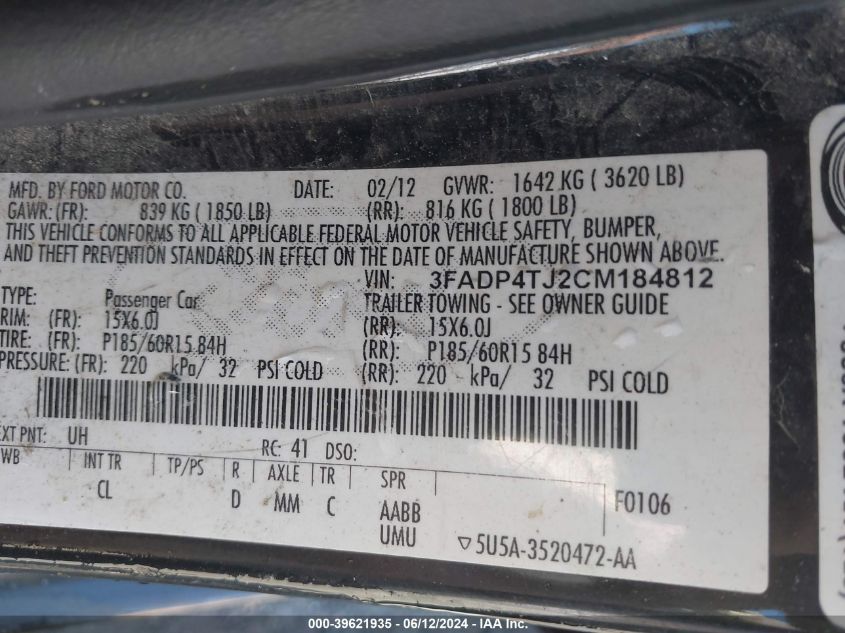 MFD. BY FORD MOTOR CO. DATE: 02/12 GVWR: 1642 KG ( 3620 LB)
GAWR: (FR): 839 KG ( 1850 LB) (RR): 816 KG ( 1800 LB)
THIS VEHICLE CONFORMS TO ALL APPLICABLE FEDERAL MOTOR VEHICLE SAFETY, BUMPER,
AND THEFT PREVENTION STANDARDS IN EFFECT ON THE DATE OF MANUFACTURE SHOWN ABOVE.
VIN: 3FADP4TJ2CM184812
TYPE: Passenger Car TRAILER TOWING - SEE OWNER GUIDE
RIM: (FR): 15X6.0J (RR): 15X6.0J
TIRE: (FR): P185/60R15 84H (RR): P185/60R15 84H
PRESSURE: (FR): 220 kPa/ 32 PSI COLD (RR): 220 kPa/ 32 PSI COLD
EXT PNT: UH RC: 41 DSO:
WB INT TR TP/PS R AXLE TR SPR
CL D MM C AABB F0106
UMU ▽5U5A-3520472-AA
000-39621935 - 06/12/2024 - IAA Inc.